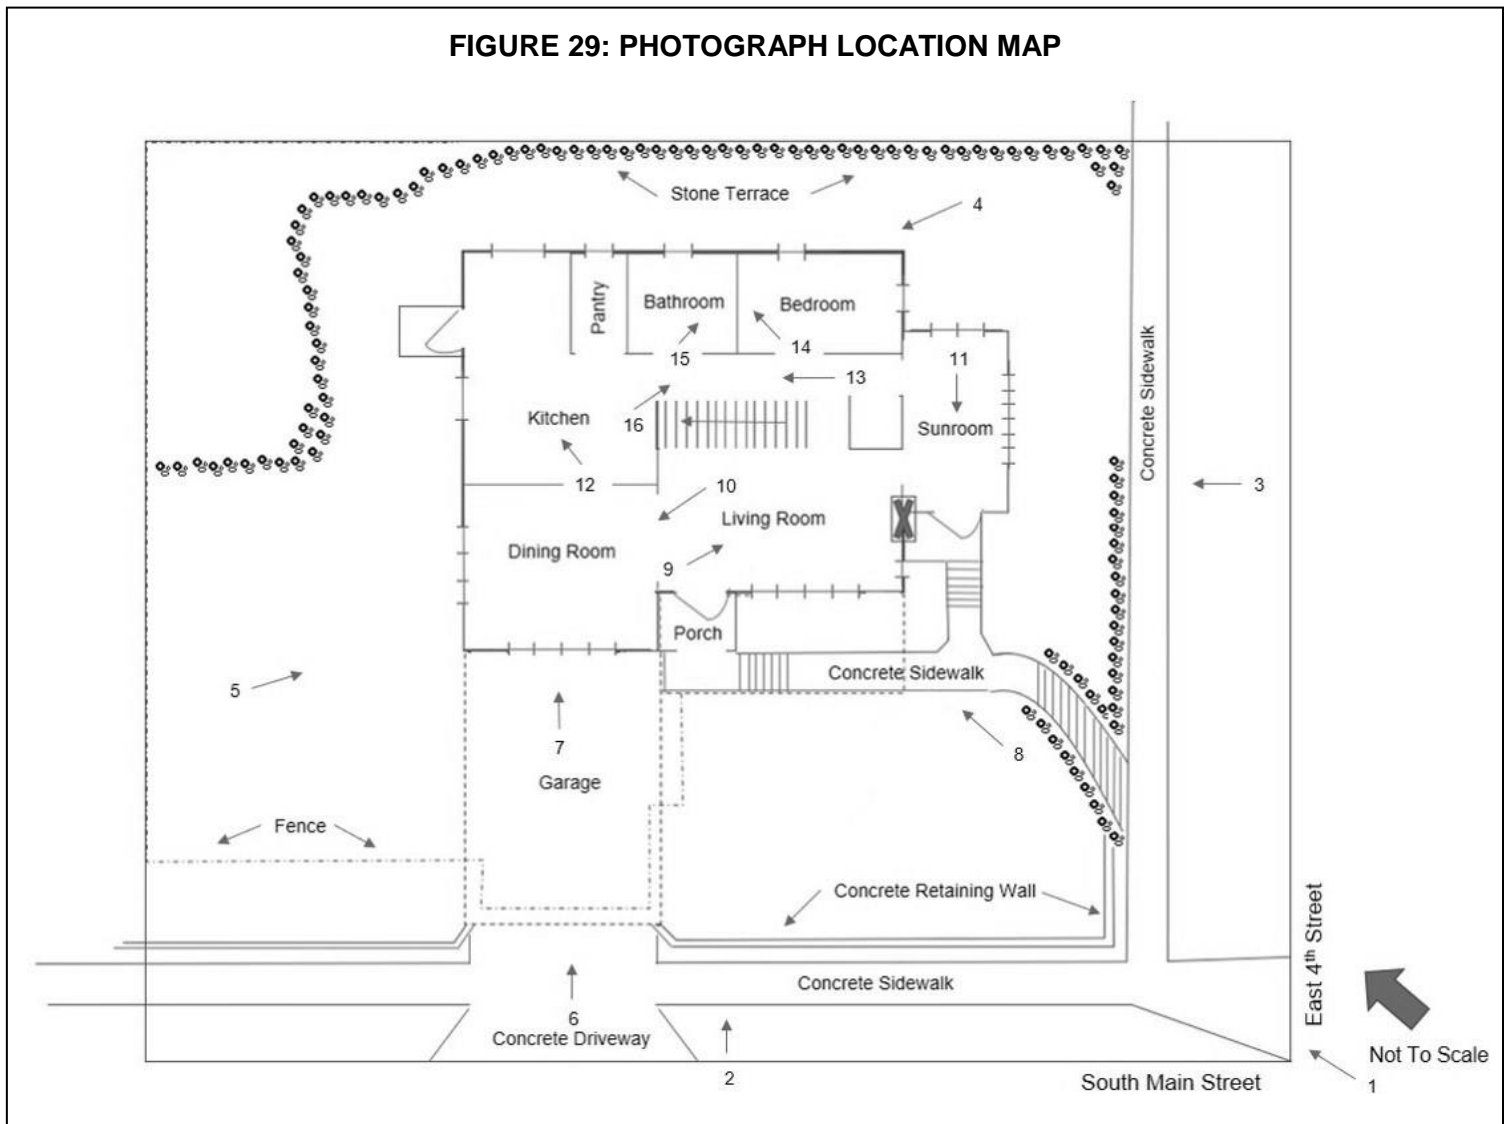 FIGURE 29: PHOTOGRAPH LOCATION MAP
Stone Terrace
4
Pantry
Bathroom
Bedroom
15
14
11
13
Kitchen
16
Sunroom
Concrete Sidewalk
12
10
3
Living Room
Dining Room
9
Porch
Concrete Sidewalk
5
7
8
Garage
Fence
Concrete Retaining Wall
East 4th Street
Concrete Sidewalk
6
Concrete Driveway
Not To Scale
2
South Main Street
1